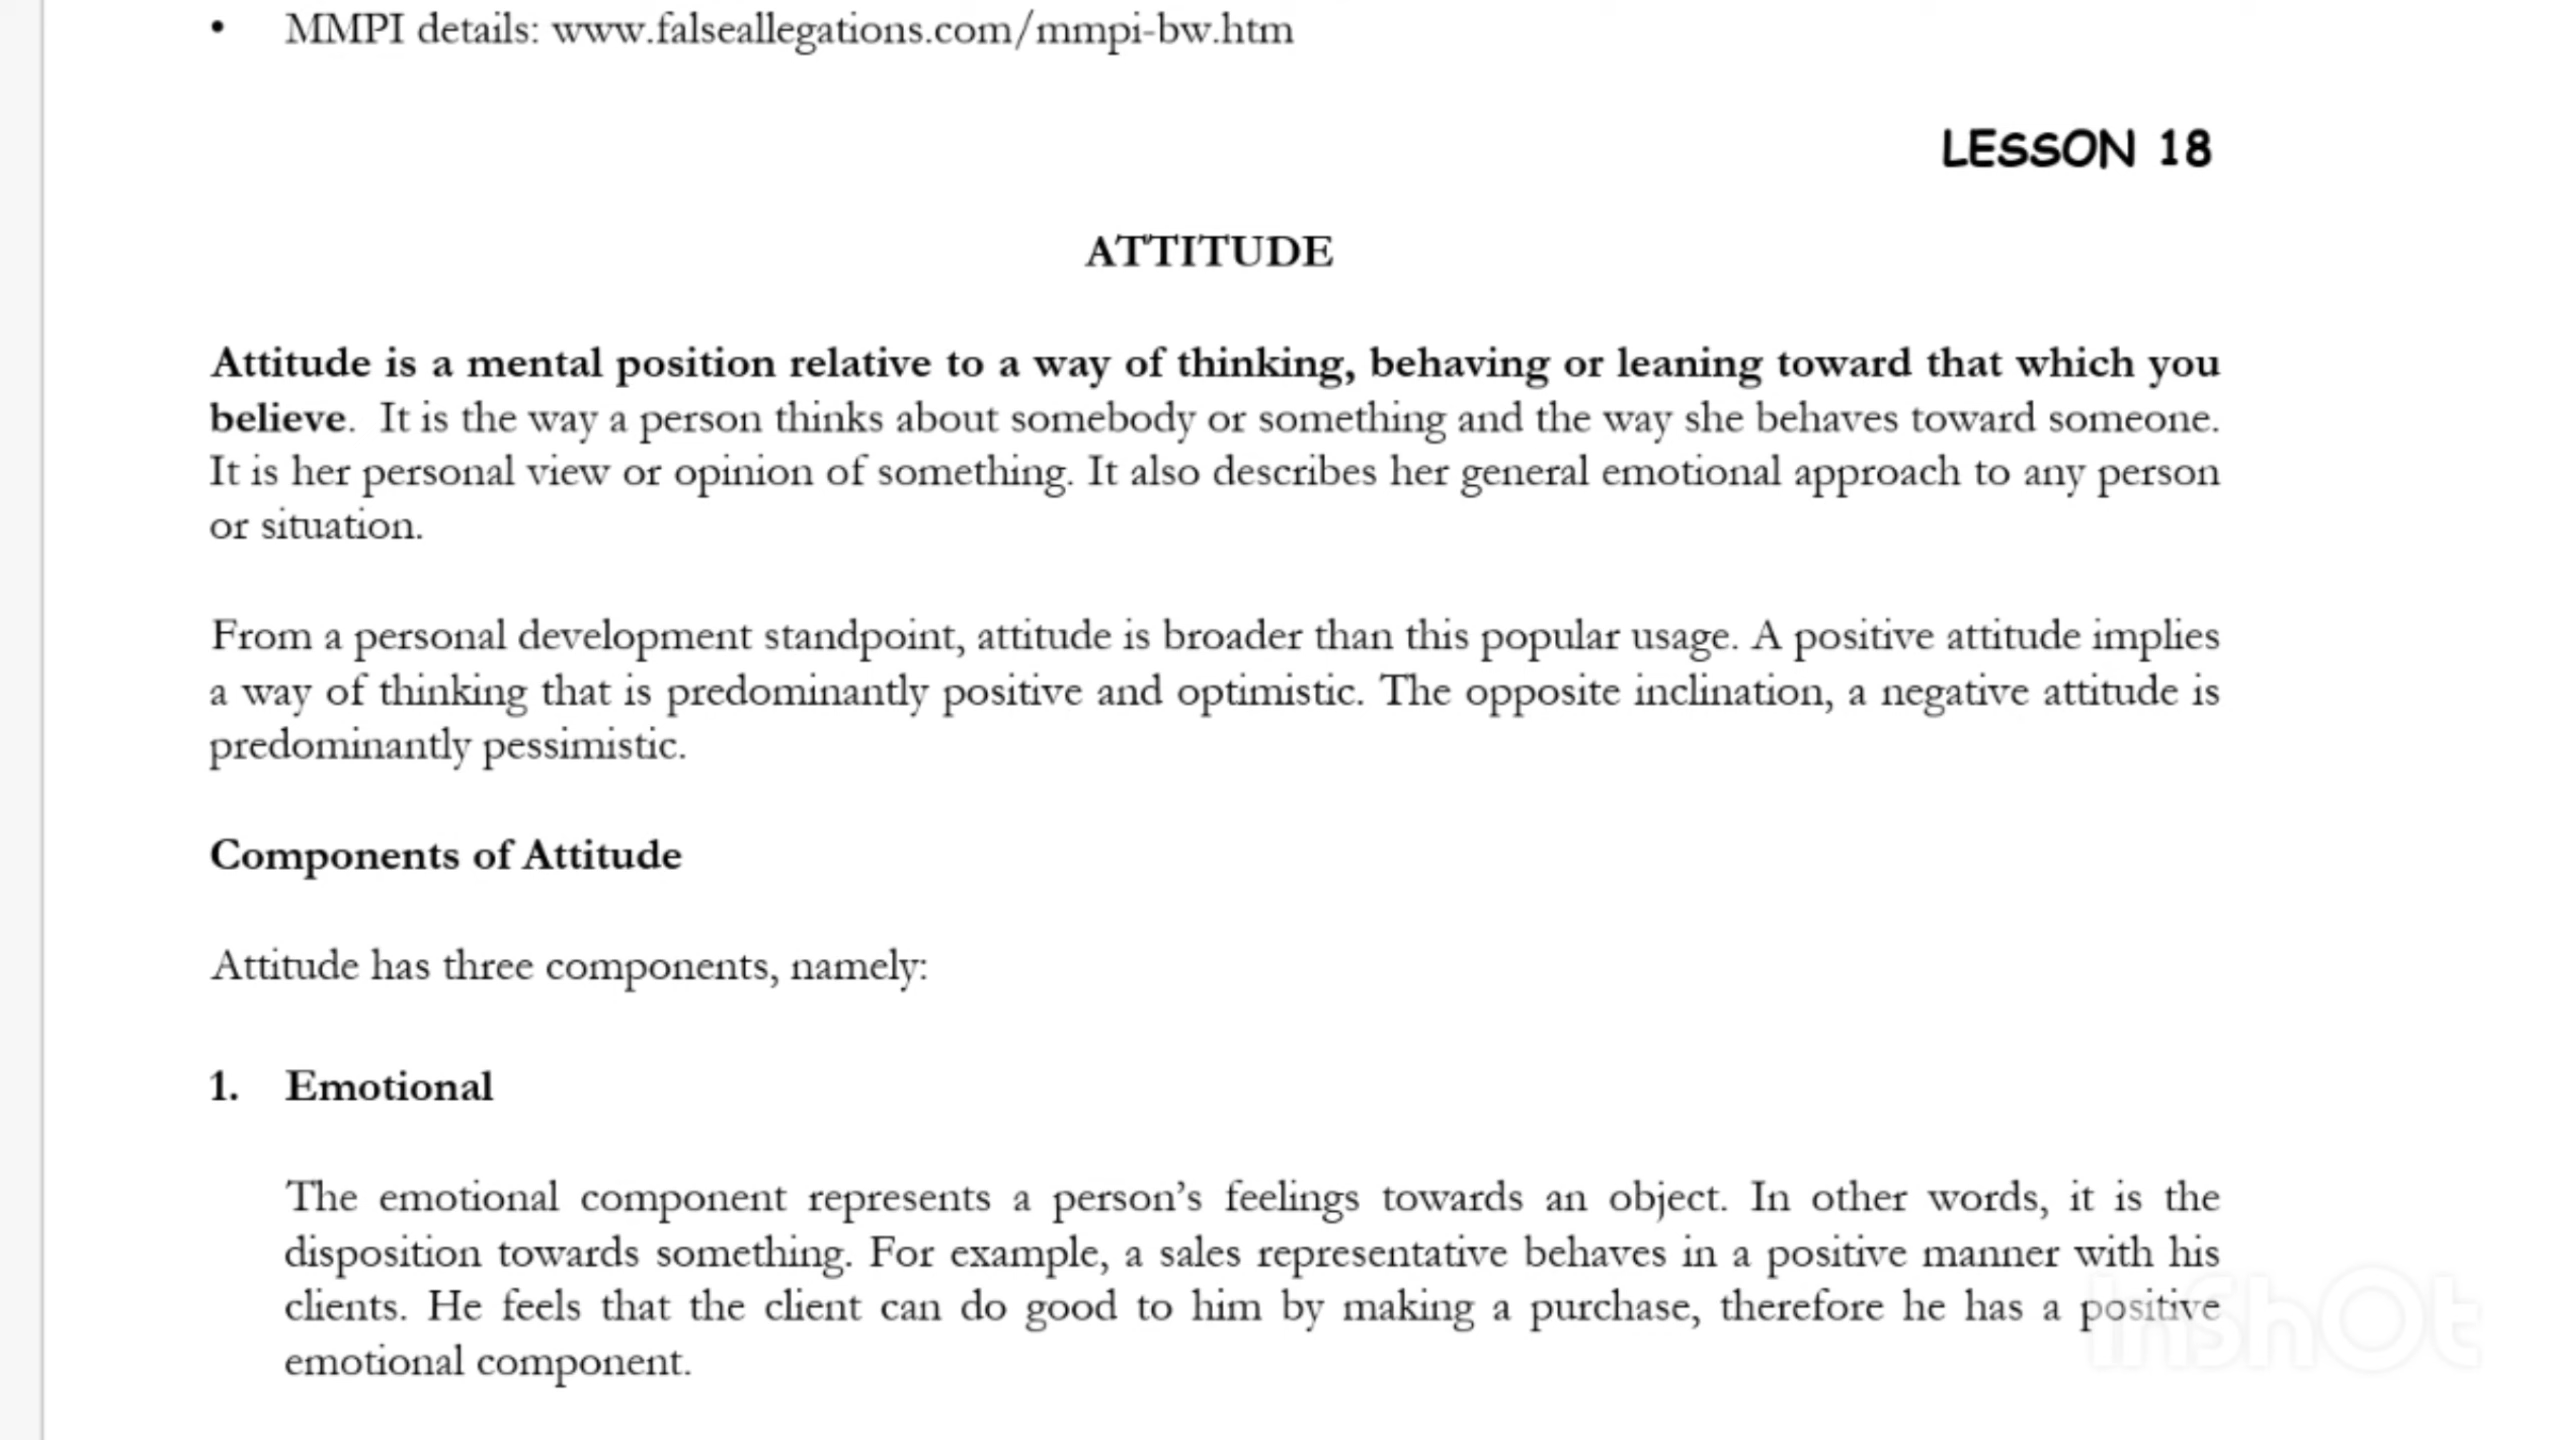 • MMPI details: www.falseallegations.com/mmpi-bw.htm
LESSON 18
ATTITUDE
Attitude is a mental position relative to a way of thinking, behaving or leaning toward that which you
believe. It is the way a person thinks about somebody or something and the way she behaves toward someone.
It is her personal view or opinion of something. It also describes her general emotional approach to any person
or situation.
From a personal development standpoint, attitude is broader than this popular usage. A positive attitude implies
a way of thinking that is predominantly positive and optimistic. The opposite inclination, a negative attitude is
predominantly pessimistic.
Components of Attitude
Attitude has three components, namely:
1. Emotional
The emotional component represents a person's feelings towards an object. In other words, it is the
disposition towards something. For example, a sales representative behaves in a positive manner with his
clients. He feels that the client can do good to him by making a purchase, therefore he has a positive
emotional component.
InShOt